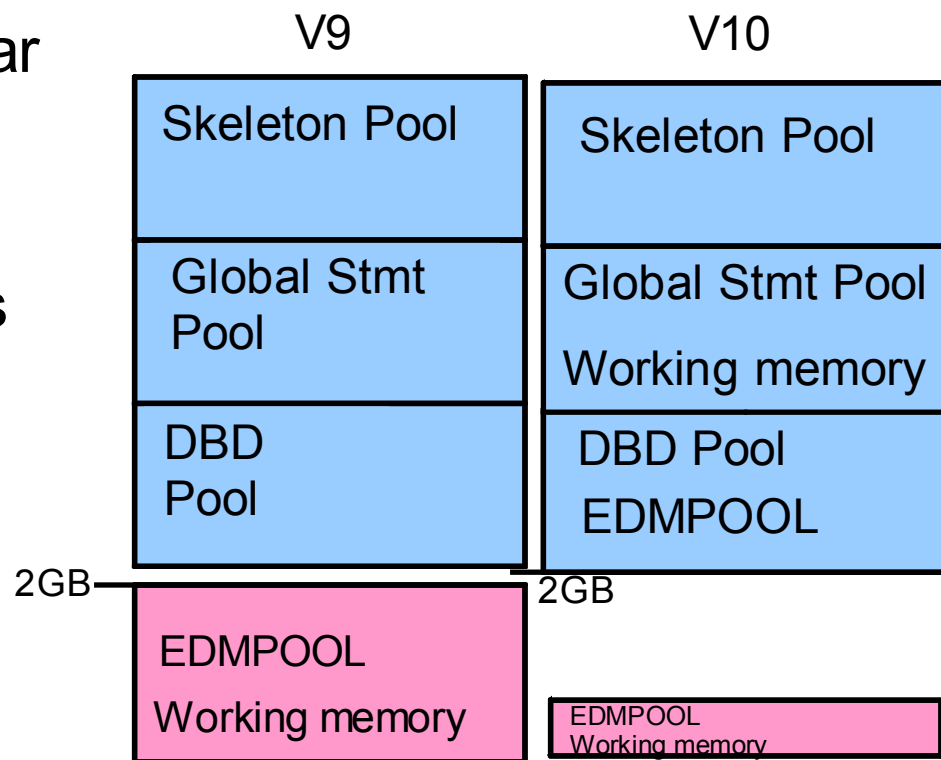 ar
s
V9
Skeleton Pool
Global Stmt
Pool
DBD
Pool
2GB
EDMPOOL
Working memory
V10
Skeleton Pool
Global Stmt Pool
Working memory
DBD Pool
EDMPOOL
2GB
EDMPOOL
Working memory